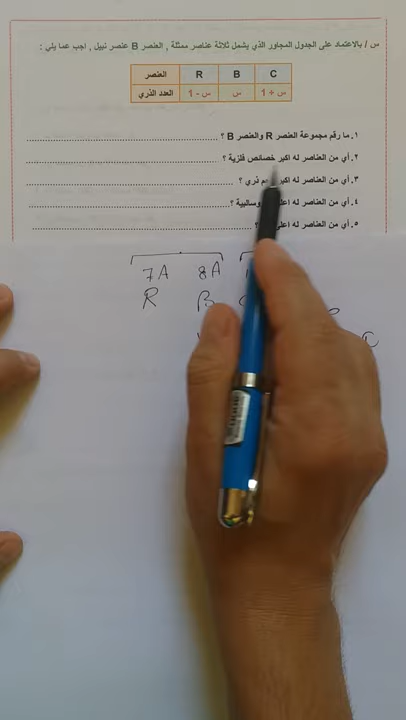 س / بالاعتماد على الجدول المجاور الذي يشمل ثلاثة عناصر ممثلة , العنصر B عنصر نبيل , اجب عما يلي :
العنصر R B C
العدد الذري س - 1 س س + 1
١. ما رقم مجموعة العنصر R والعنصر B ؟
٢. أي من العناصر له اكبر خصائص فلزية ؟
٣. أي من العناصر له اكبر ذري ؟
٤. أي من العناصر له
٥. أي من العناصر له ؟
7A 8A
R B